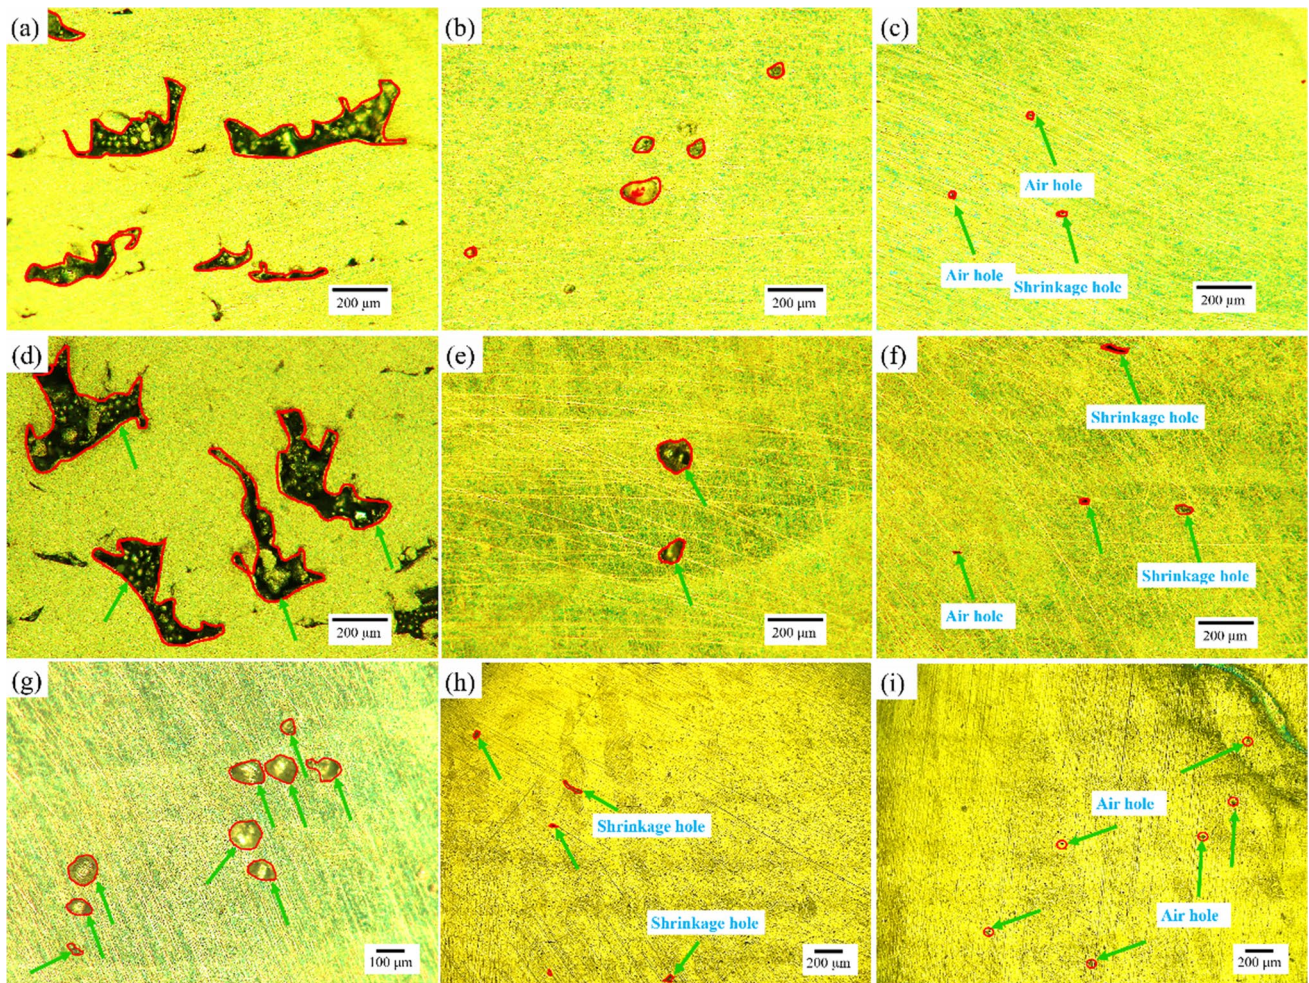 (a)
200 µm
(b)
200 µm
(c)
Air hole
Air hole
Shrinkage hole
200 µm
(d)
200 µm
(e)
200 µm
(f)
Shrinkage hole
Shrinkage hole
Air hole
200 µm
(g)
100 µm
(h)
Shrinkage hole
Shrinkage hole
200 µm
(i)
Air hole
Air hole
200 µm